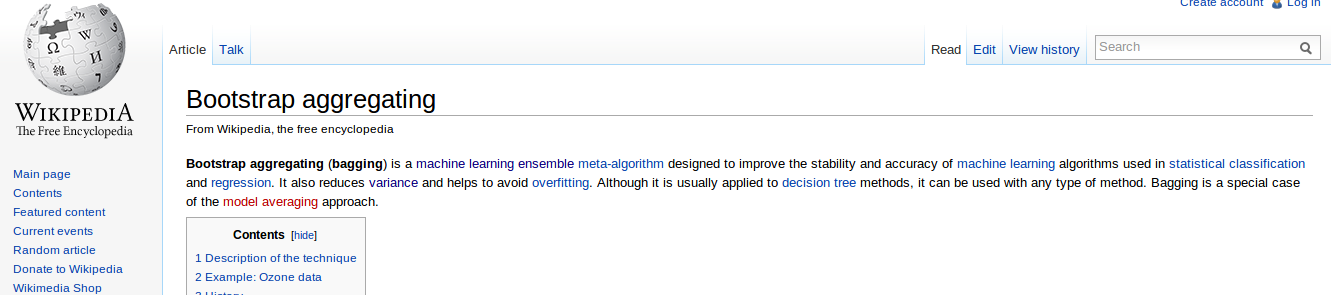 Create account Log in
WIKIPEDIA
The Free Encyclopedia
Article Talk Read Edit View history Search
Bootstrap aggregating
From Wikipedia, the free encyclopedia
Bootstrap aggregating (bagging) is a machine learning ensemble meta-algorithm designed to improve the stability and accuracy of machine learning algorithms used in statistical classification
and regression. It also reduces variance and helps to avoid overfitting. Although it is usually applied to decision tree methods, it can be used with any type of method. Bagging is a special case
of the model averaging approach.
Main page
Contents
Featured content
Current events
Random article
Donate to Wikipedia
Wikimedia Shop
Contents [hide]
1 Description of the technique
2 Example: Ozone data
3 History